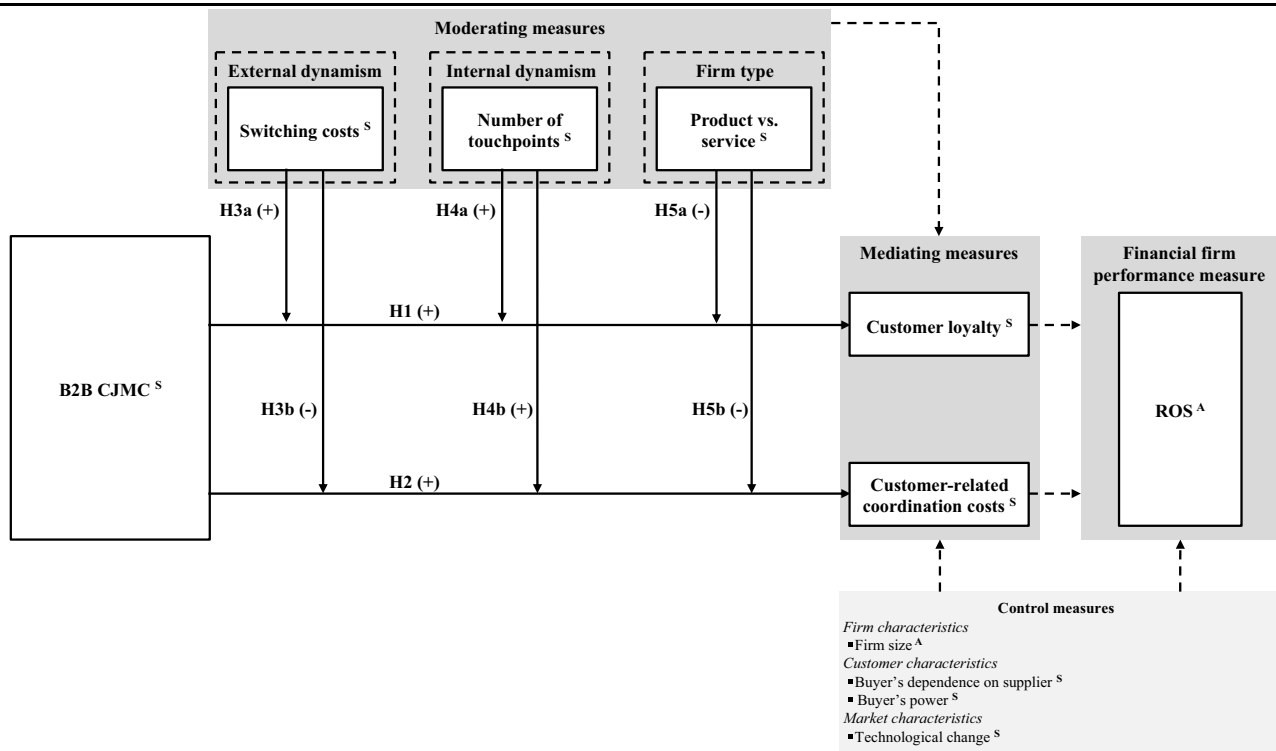 Moderating measures
External dynamism
Internal dynamism
Firm type
Switching costs S
Number of
touchpoints S
Product vs.
service S
H3a (+)
H4a (+)
H5a (-)
Mediating measures
Financial firm
performance measure
H1 (+)
Customer loyalty S
B2B CJMC S
H3b (-)
H4b (+)
H5b (-)
ROS A
H2 (+)
Customer-related
coordination costs S
Control measures
Firm characteristics
▪Firm size A
Customer characteristics
▪Buyer’s dependence on supplier S
▪ Buyer’s power S
Market characteristics
▪Technological change S